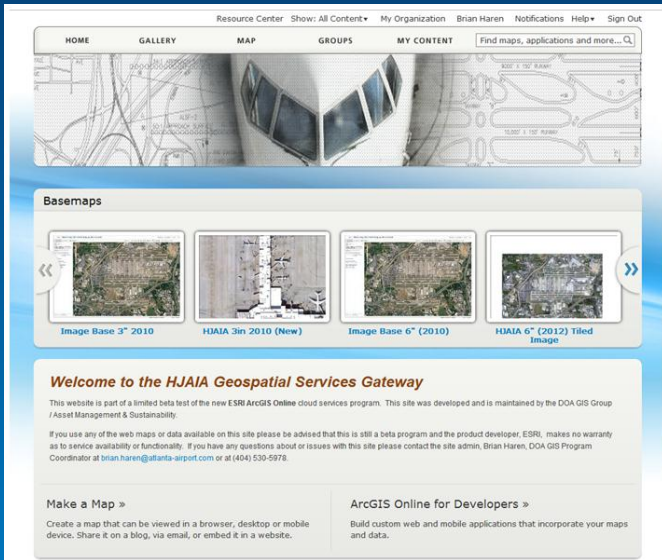 Resource Center Show: All Content▾ My Organization Brian Haren Notifications Help▾ Sign Out
HOME GALLERY MAP GROUPS MY CONTENT Find maps, applications and more...
Basemaps
« »
Image Base 3" 2010
HJAIA 3in 2010 (New)
Image Base 6" (2010)
HJAIA 6" (2012) Tiled
Image
Welcome to the HJAIA Geospatial Services Gateway
This website is part of a limited beta test of the new ESRI ArcGIS Online cloud services program. This site was developed and is maintained by the DOA GIS Group
/ Asset Management & Sustainability.
If you use any of the web maps or data available on this site please be advised that this is still a beta program and the product developer, ESRI, makes no warranty
as to service availability or functionality. If you have any questions about or issues with this site please contact the site admin, Brian Haren, DOA GIS Program
Coordinator at brian.haren@atlanta-airport.com or at (404) 530-5978.
Make a Map »
Create a map that can be viewed in a browser, desktop or mobile
device. Share it on a blog, via email, or embed it in a website.
ArcGIS Online for Developers »
Build custom web and mobile applications that incorporate your maps
and data.